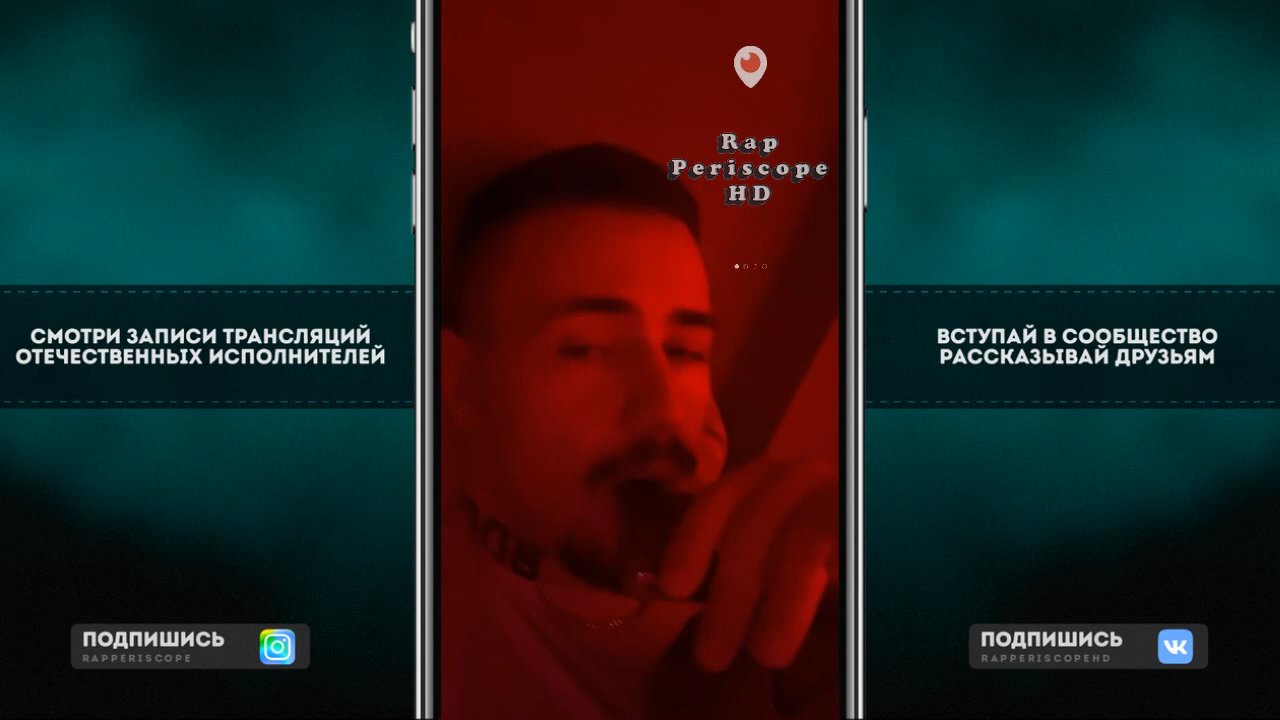 Rap
Periscope
HD
СМОТРИ ЗАПИСИ ТРАНСЛЯЦИЙ
ОТЕЧЕСТВЕННЫХ ИСПОЛНИТЕЛЕЙ
ВСТУПАЙ В СООБЩЕСТВО
РАССКАЗЫВАЙ ДРУЗЬЯМ
ПОДПИШИСЬ
RAPPERISCOPE
ПОДПИШИСЬ
RAPPERISCOPEHD